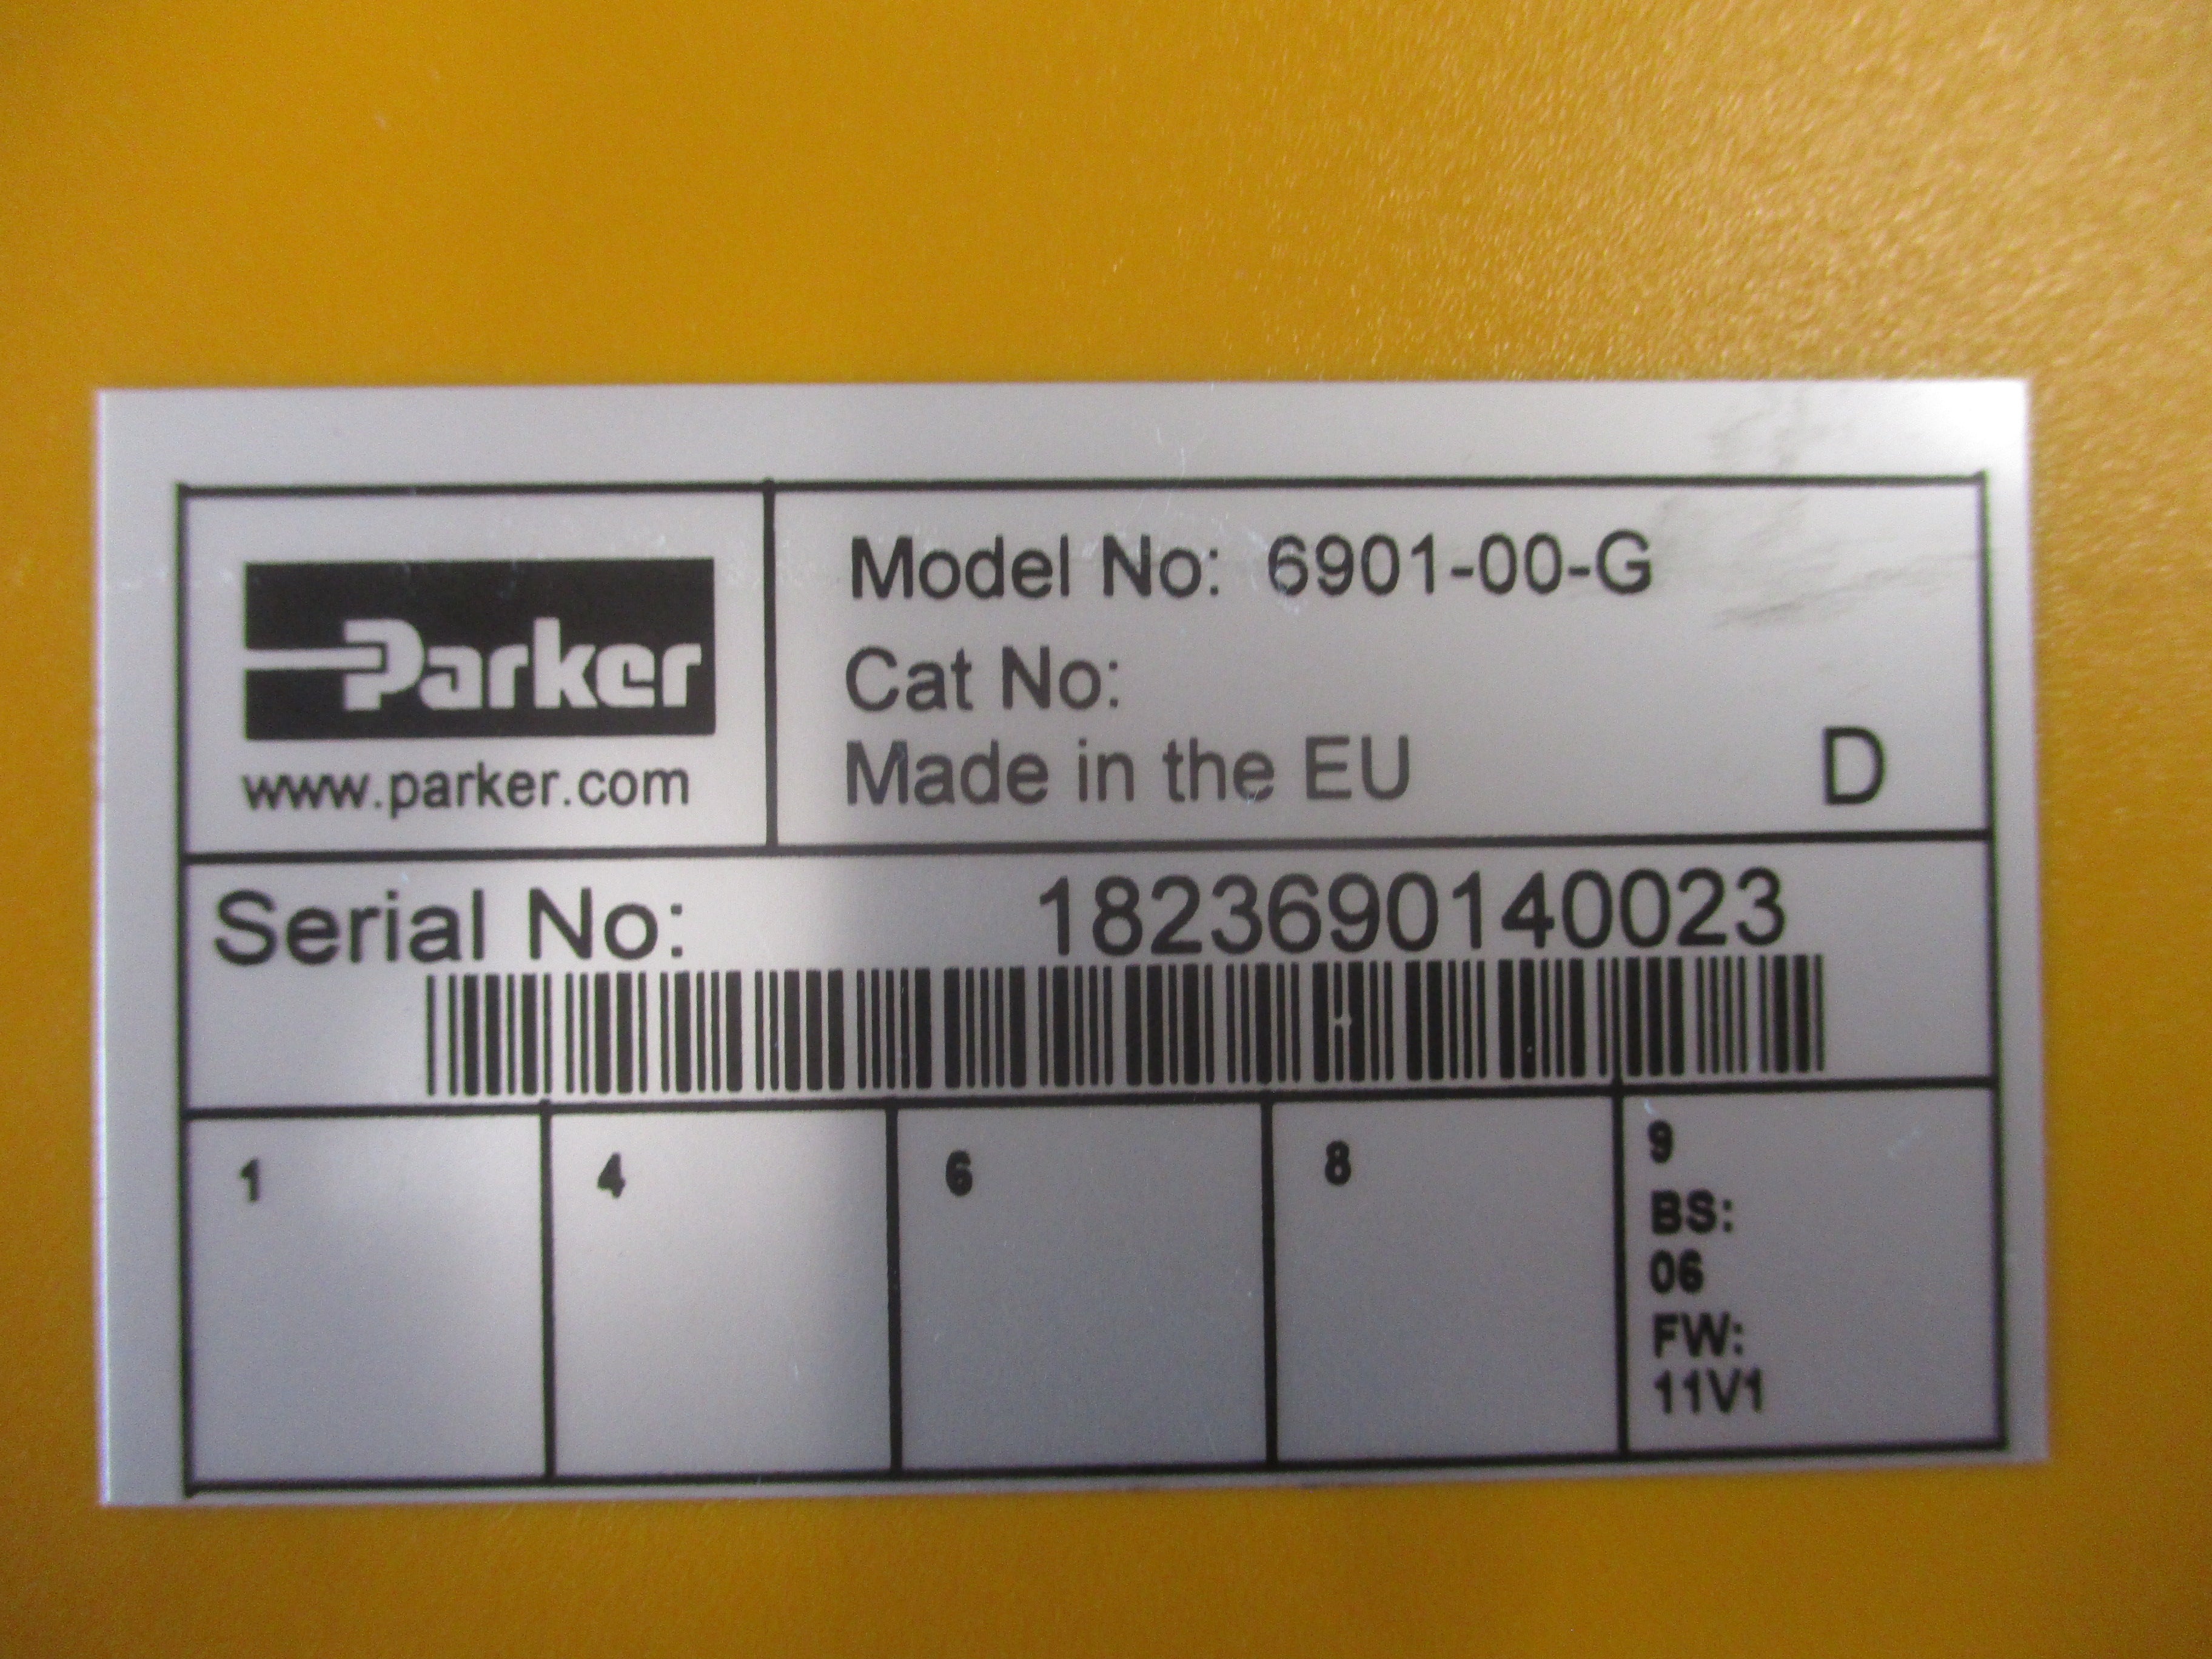 Parker
www.parker.com
Model No: 6901-00-G
Cat No:
Made in the EU
D
Serial No: 1823690140023
1
4
6
8
9
BS:
06
FW:
11V1